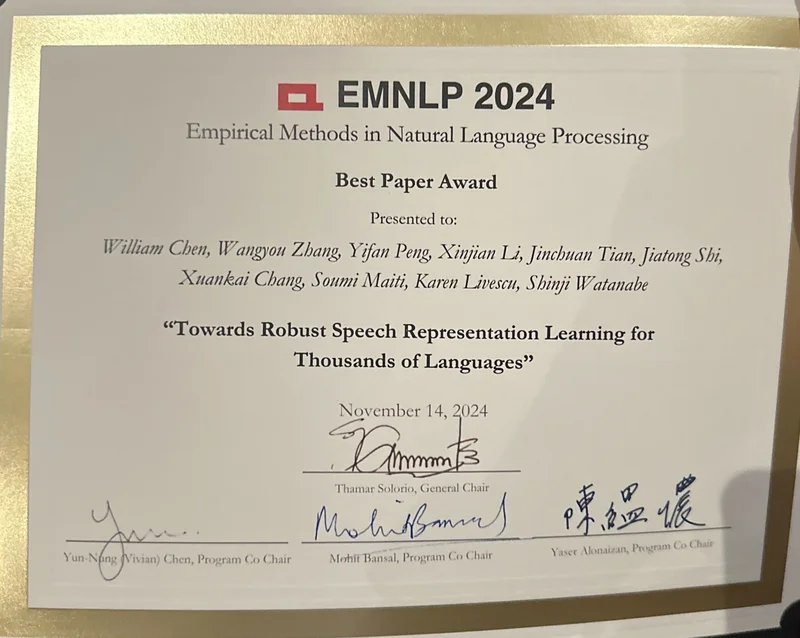 EMNLP 2024
Empirical Methods in Natural Language Processing
Best Paper Award
Presented to:
William Chen, Wangyou Zhang, Yifan Peng, Xinjian Li, Jinchuan Tian, Jiatong Shi,
Xuankai Chang, Soumi Maiti, Karen Livescu, Shinji Watanabe
“Towards Robust Speech Representation Learning for
Thousands of Languages”
November 14, 2024
Thamar Solorio, General Chair
Mohit Bansal
陳縕儂
Yun-Nung (Vivian) Chen, Program Co Chair
Mohit Bansal, Program Co Chair
Yaser Alonaizan, Program Co Chair